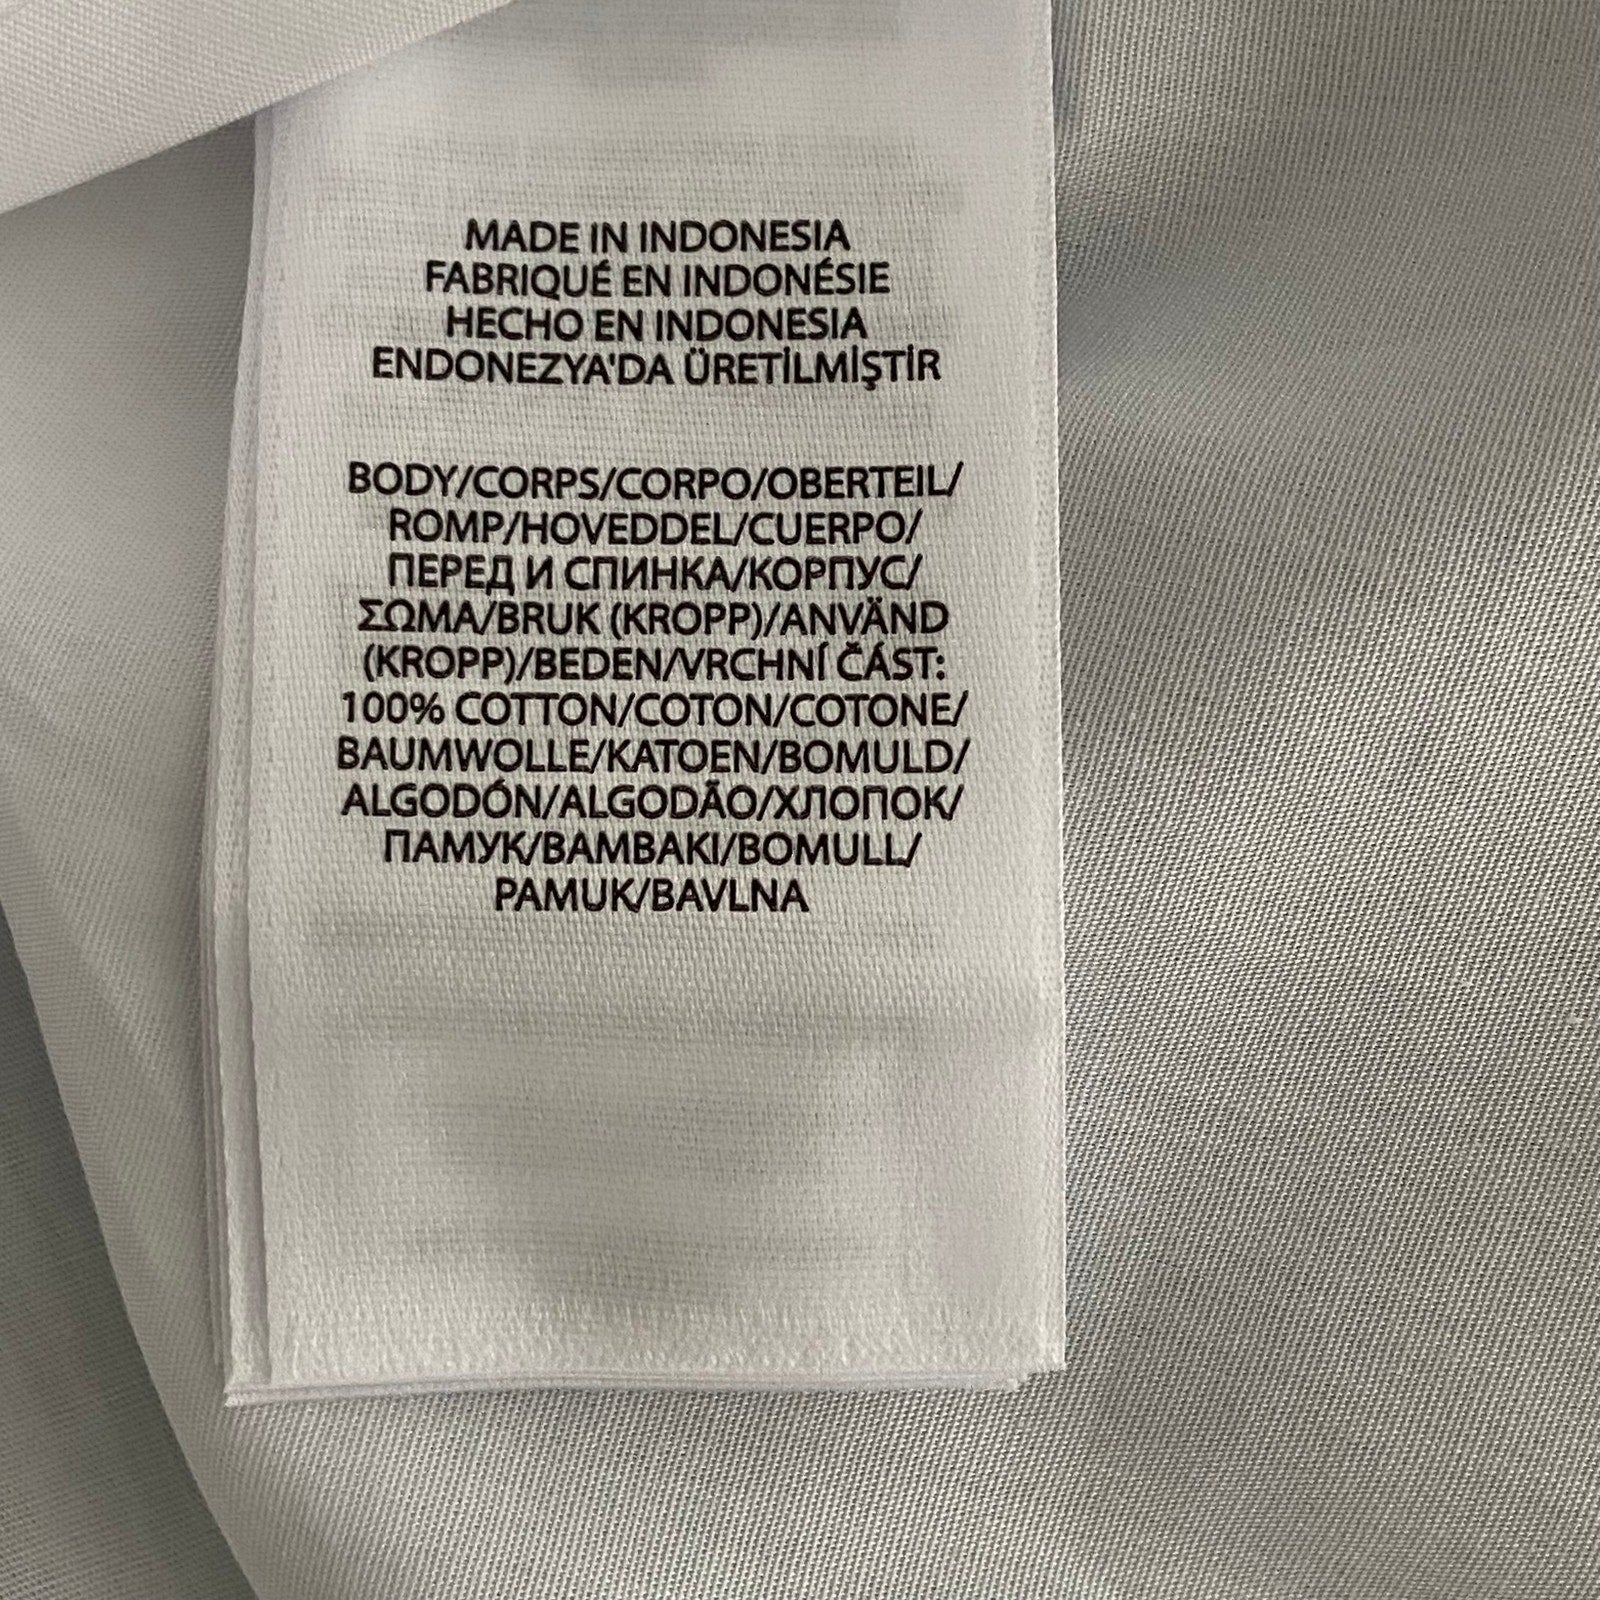 MADE IN INDONESIA
FABRIQUÉ EN INDONÉSIE
HECHO EN INDONESIA
ENDONEZYA'DA ÜRETİLMİŞTİR
BODY/CORPS/CORPO/OBERTEIL/
ROMP/HOVEDDEL/CUERPO/
ПЕРЕД И СПИНКА/КОРПУС/
ΣΩΜΑ/BRUK (KROPP)/ANVÄND
(KROPP)/BEDEN/VRCHNÍ ČÁST:
100% COTTON/COTON/COTONE/
BAUMWOLLE/KATOEN/BOMULD/
ALGODÓN/ALGODÃO/ХЛОПОК/
ПАМУК/ΒΑΜΒΑΚΙ/BOMULL/
PAMUK/BAVLNA